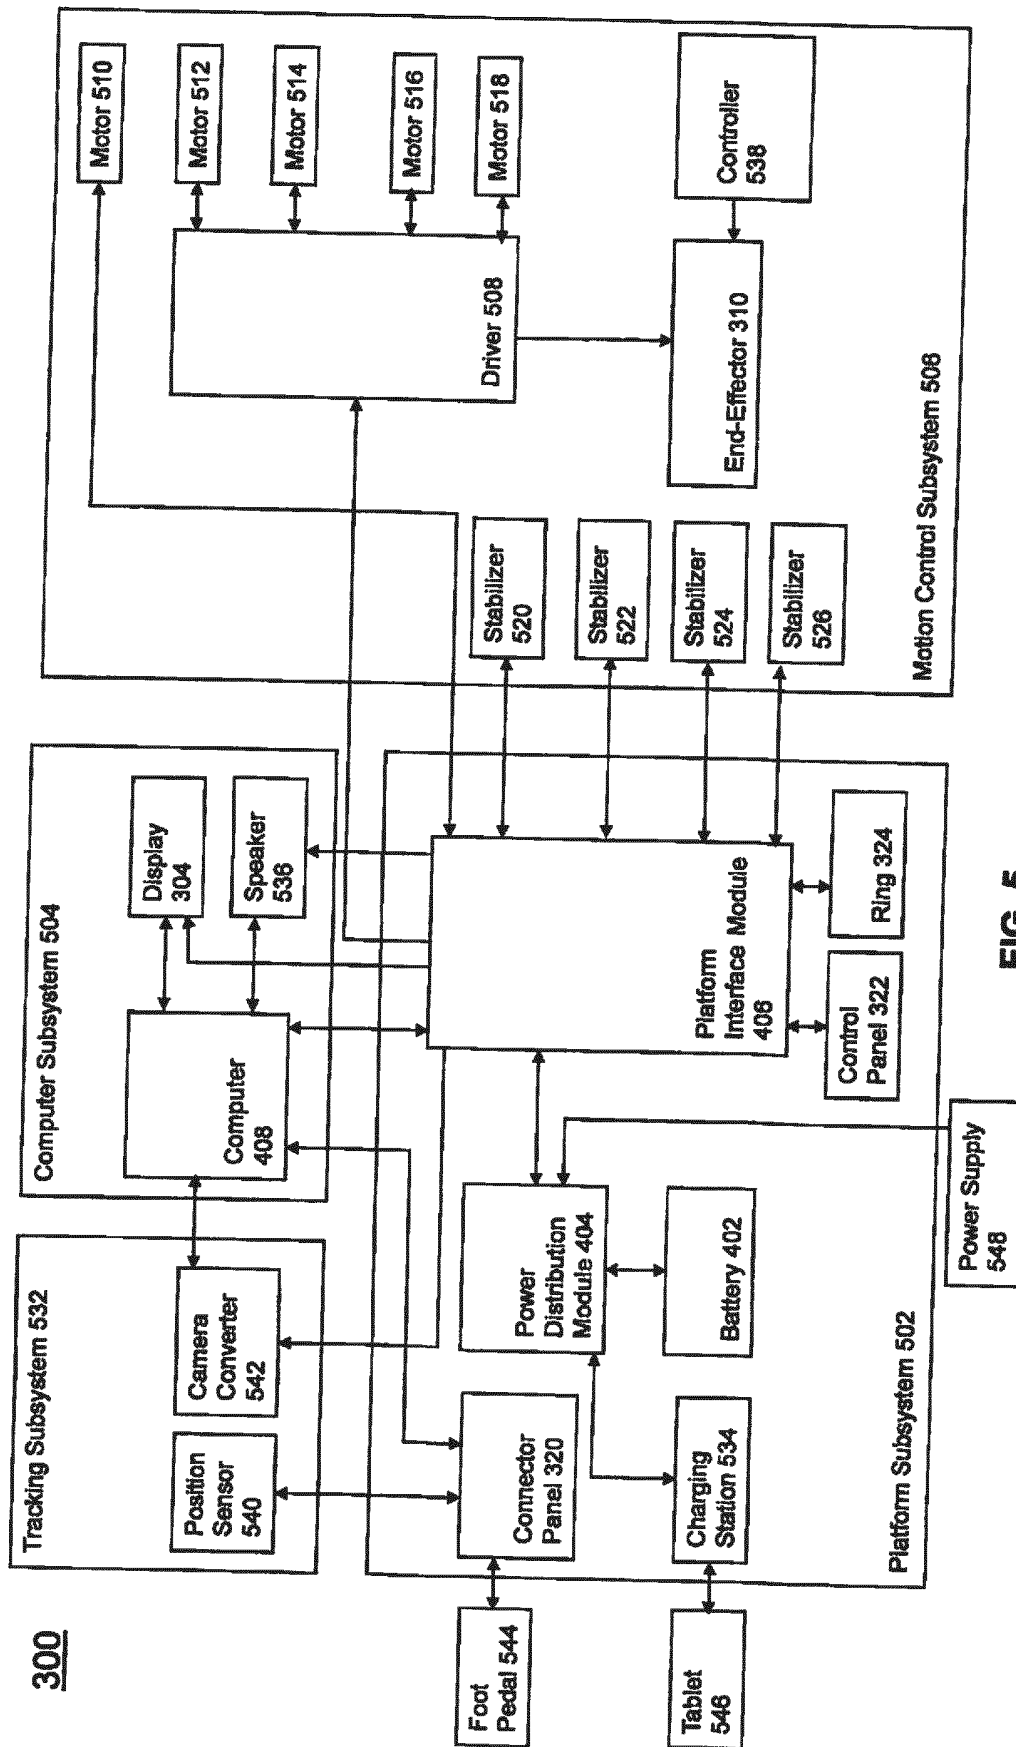 300
Tracking Subsystem 532
Position
Sensor
540
Camera
Converter
542
Computer Subsystem 504
Computer
408
Display
304
Speaker
536
Foot
Pedal 544
Tablet
546
Connector
Panel 320
Charging
Station 534
Power
Distribution
Module 404
Battery 402
Platform
Interface Module
406
Control
Panel 322
Ring 324
Platform Subsystem 502
Power Supply
548
Motor 510
Motor 512
Motor 514
Motor 516
Motor 518
Driver 508
Stabilizer
520
Stabilizer
522
Stabilizer
524
Stabilizer
526
End-Effector 310
Controller
538
Motion Control Subsystem 506
FIG. 5